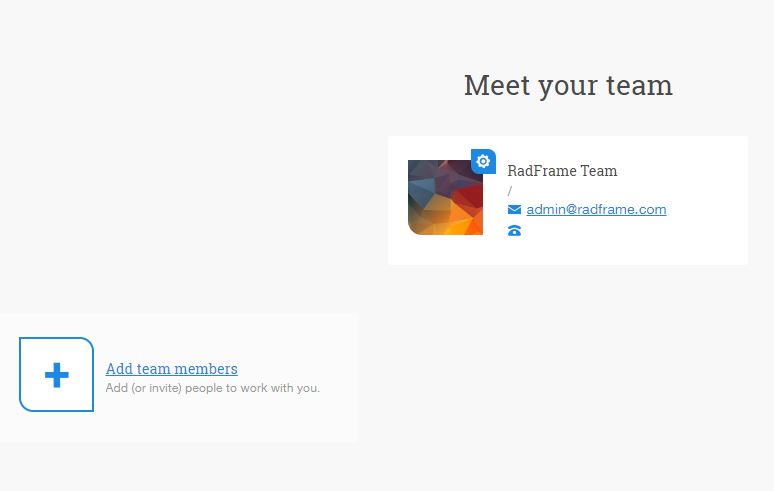 Meet your team
RadFrame Team
/
admin@radframe.com
Add team members
Add (or invite) people to work with you.